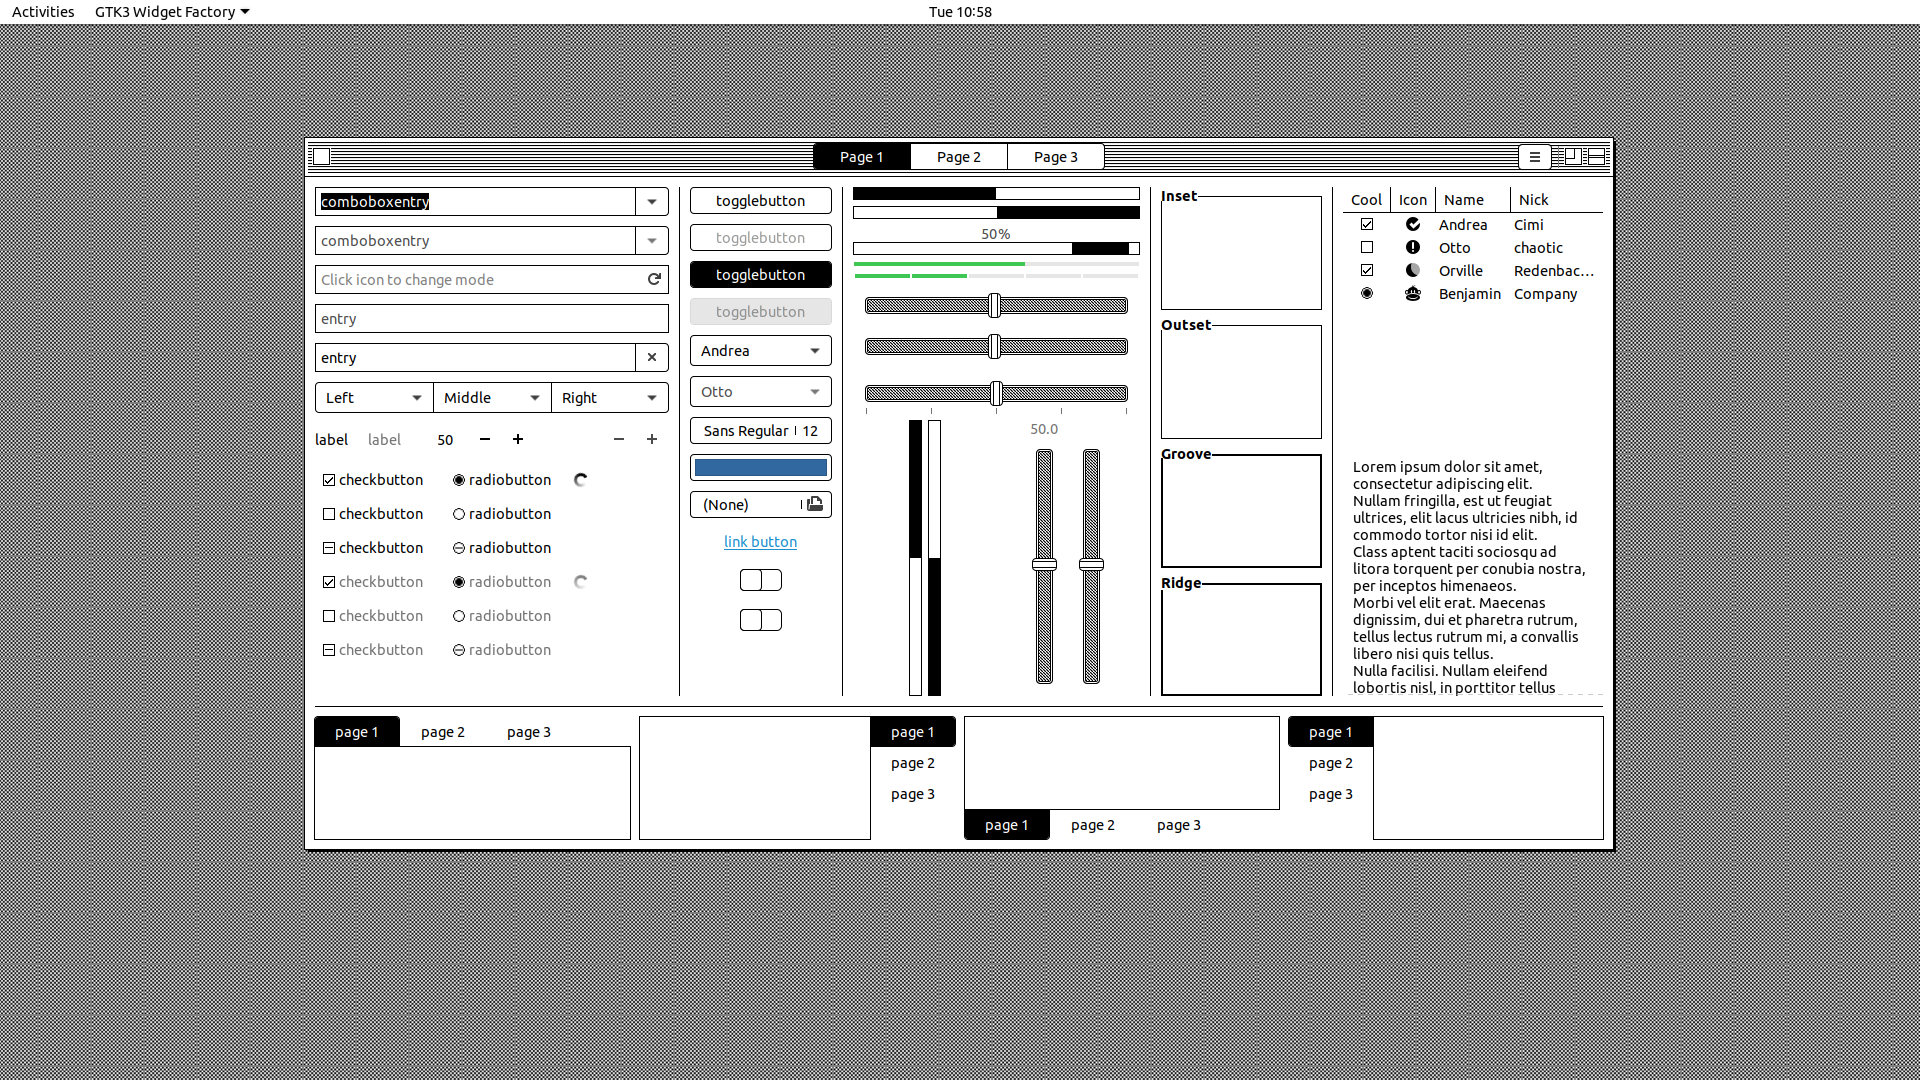 Activities GTK3 Widget Factory Tue 10:58
Page 1 Page 2 Page 3
comboboxentry
comboboxentry
Click icon to change mode
entry
entry
Left Middle Right
label label 50
checkbutton radiobutton
checkbutton radiobutton
checkbutton radiobutton
checkbutton radiobutton
checkbutton radiobutton
checkbutton radiobutton
togglebutton
togglebutton
togglebutton
togglebutton
Andrea
Otto
Sans Regular 12
(None)
link button
50%
50.0
Inset
Outset
Groove
Ridge
Cool Icon Name Nick
Andrea Cimi
Otto chaotic
Orville Redenbac…
Benjamin Company
Lorem ipsum dolor sit amet,
consectetur adipiscing elit.
Nullam fringilla, est ut feugiat
ultrices, elit lacus ultricies nibh, id
commodo tortor nisi id elit.
Class aptent taciti sociosqu ad
litora torquent per conubia nostra,
per inceptos himenaeos.
Morbi vel elit erat. Maecenas
dignissim, dui et pharetra rutrum,
tellus lectus rutrum mi, a convallis
libero nisi quis tellus.
Nulla facilisi. Nullam eleifend
lobortis nisl, in porttitor tellus
page 1 page 2 page 3
page 1
page 2
page 3
page 1 page 2 page 3
page 1
page 2
page 3